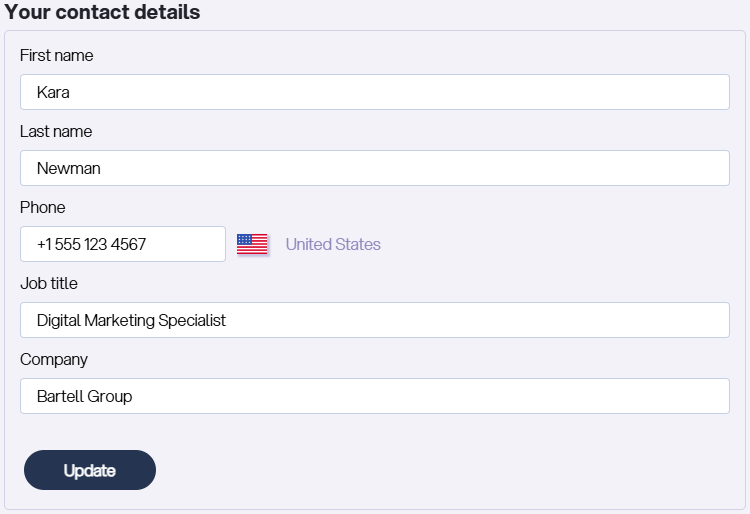 Your contact details
First name
Kara
Last name
Newman
Phone
+1 555 123 4567 United States
Job title
Digital Marketing Specialist
Company
Bartell Group
Update